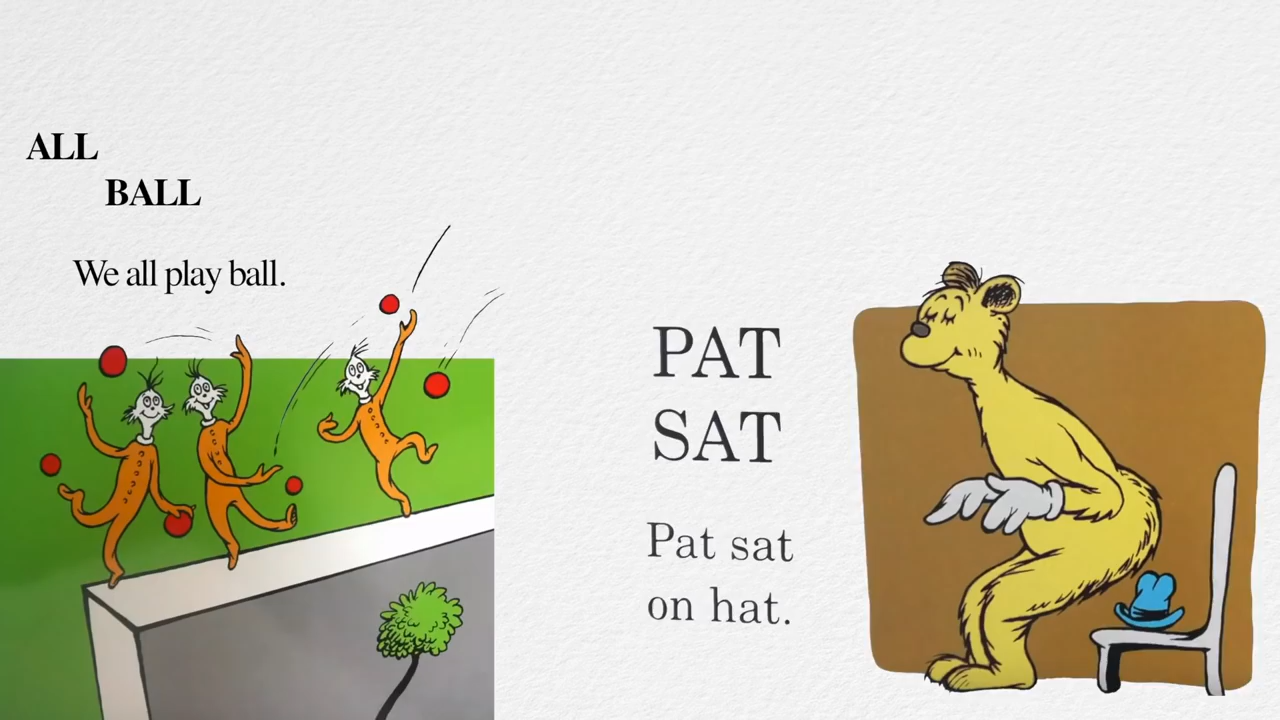 ALL
BALL
We all play ball.
PAT
SAT
Pat sat
on hat.